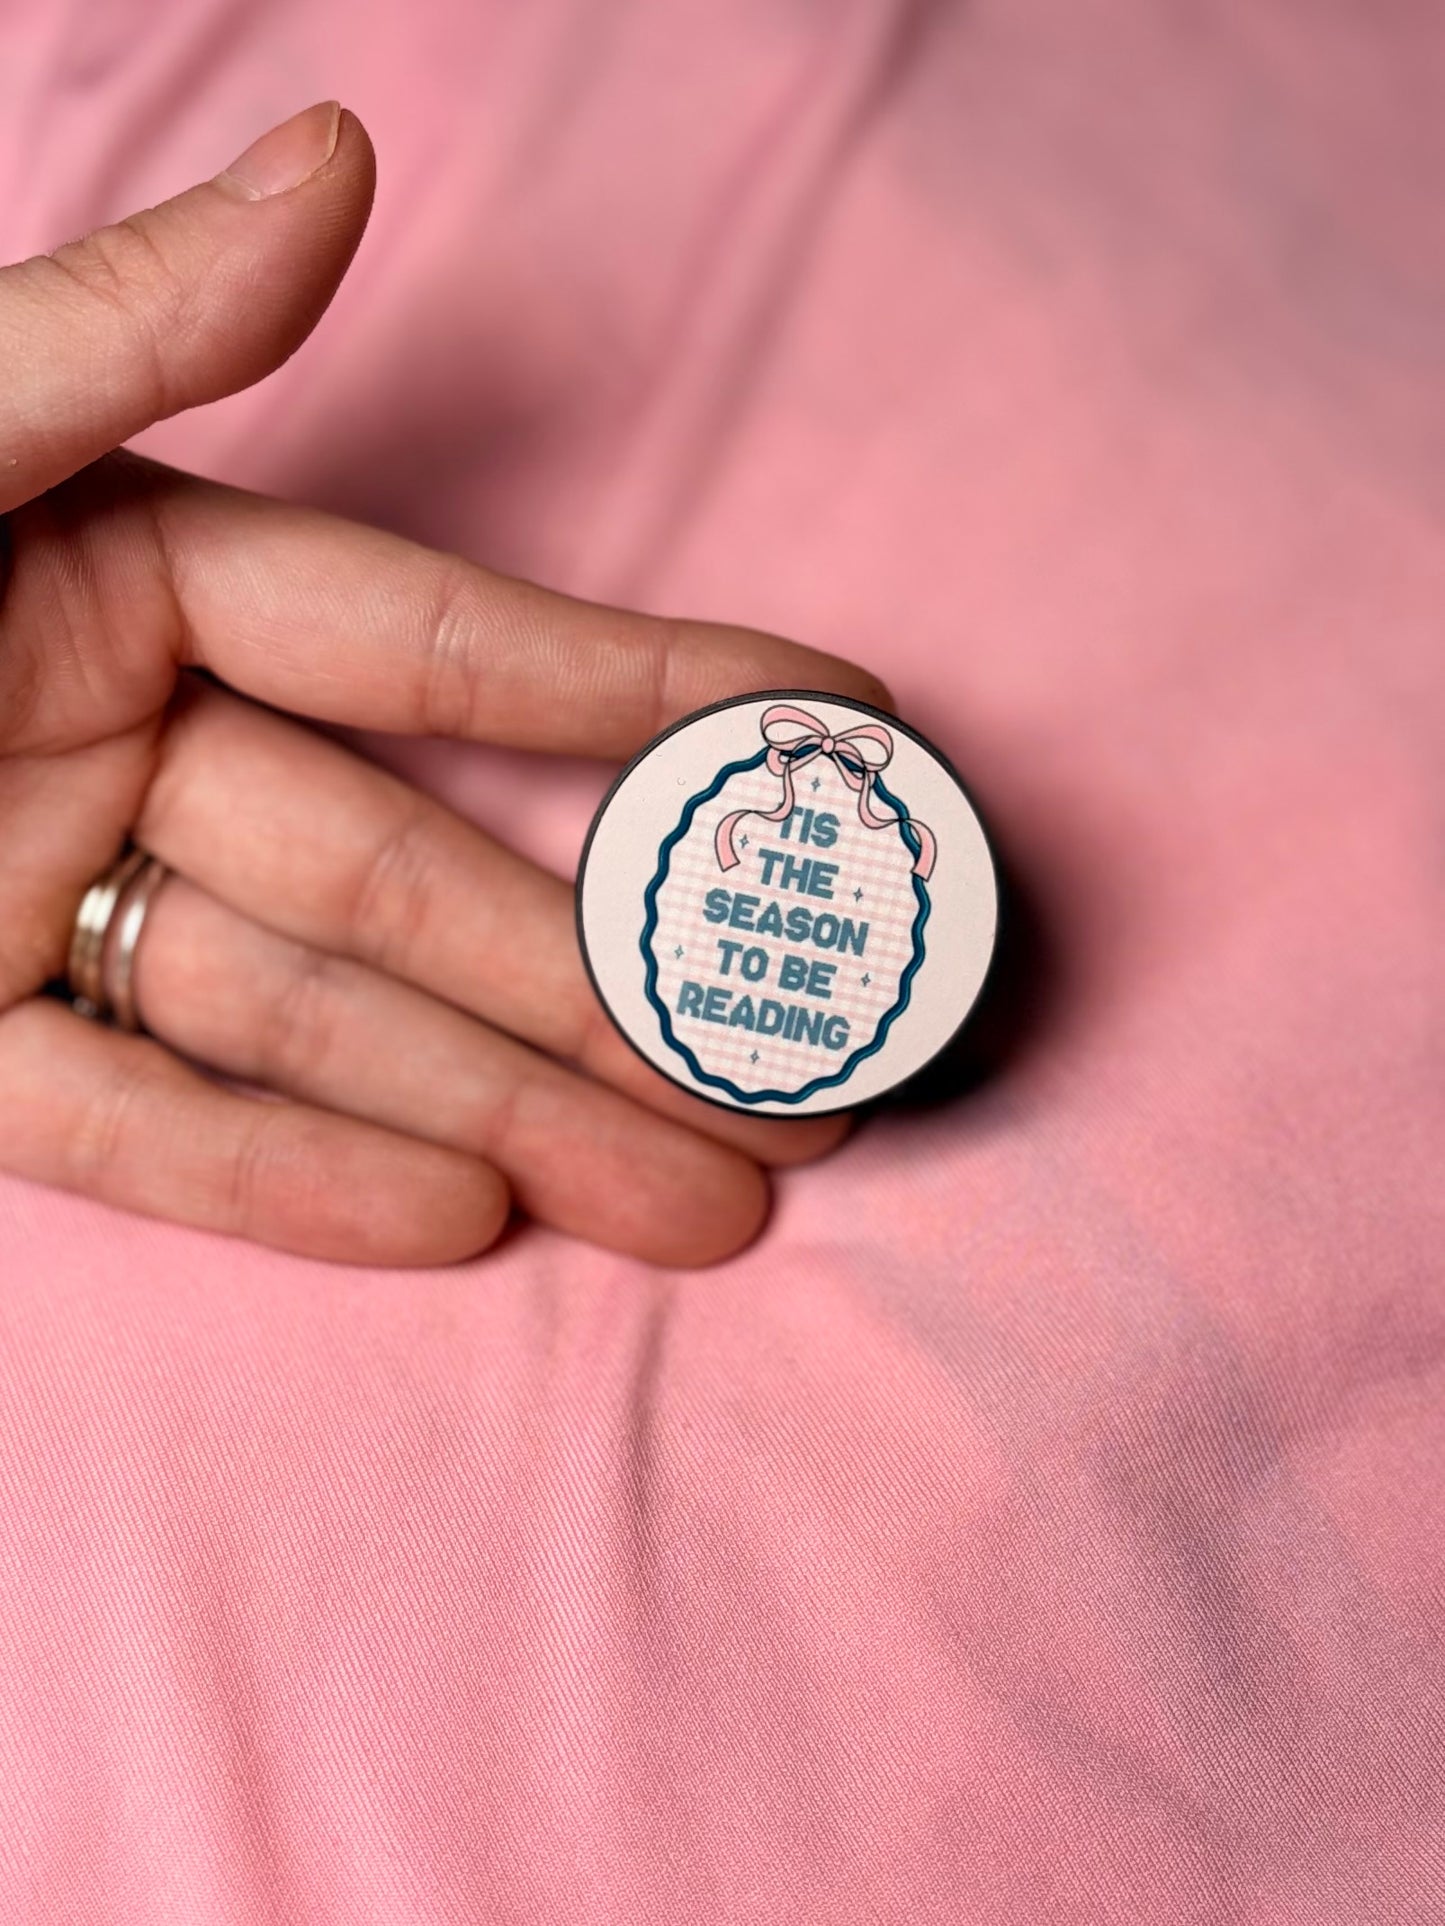 'TIS
THE
SEASON
TO BE
READING